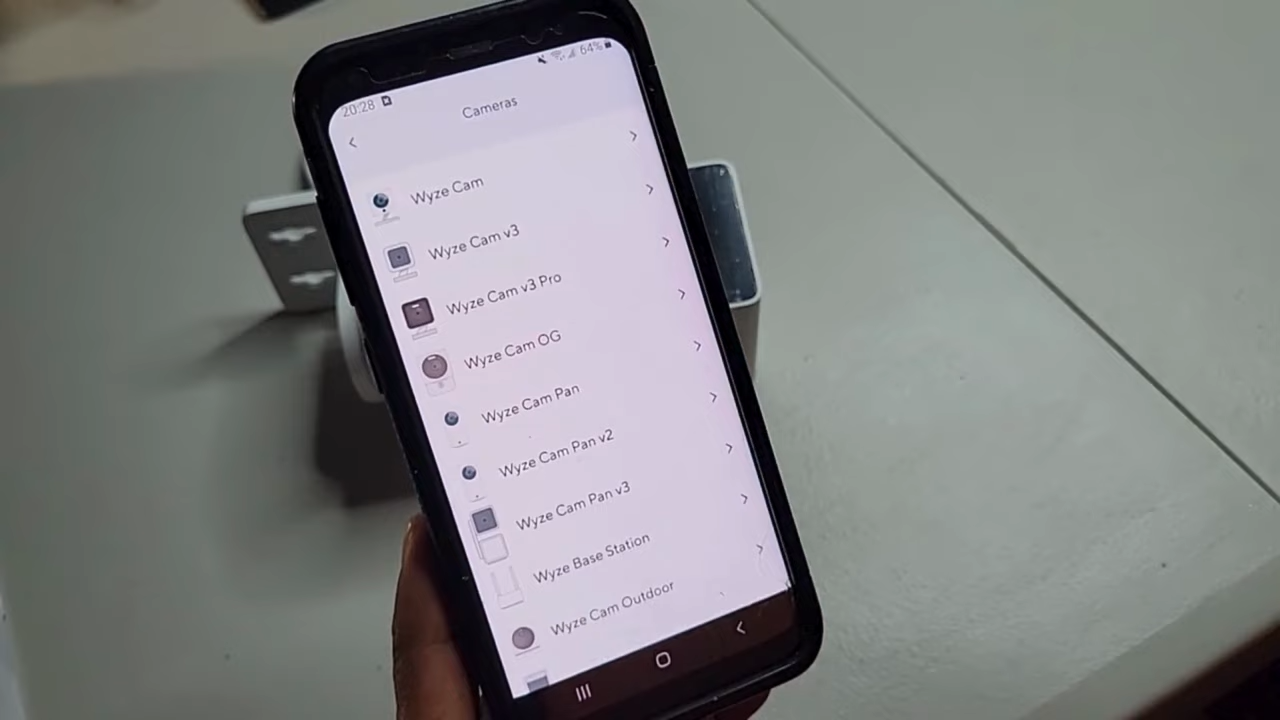 20:28
64%
Cameras
Wyze Cam
Wyze Cam v3
Wyze Cam v3 Pro
Wyze Cam OG
Wyze Cam Pan
Wyze Cam Pan v2
Wyze Cam Pan v3
Wyze Base Station
Wyze Cam Outdoor